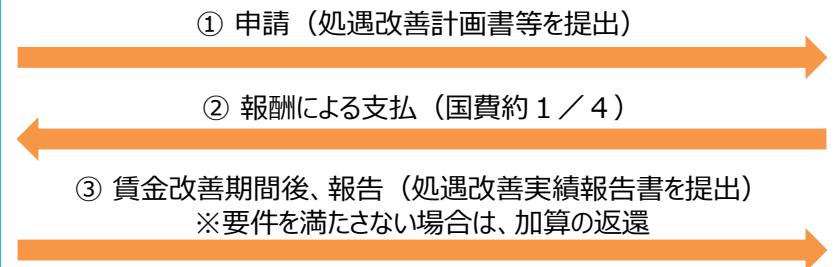 ① 申請（処遇改善計画書等を提出）
② 報酬による支払（国費約１／４）
③ 賃金改善期間後、報告（処遇改善実績報告書を提出）
※要件を満たさない場合は、加算の返還